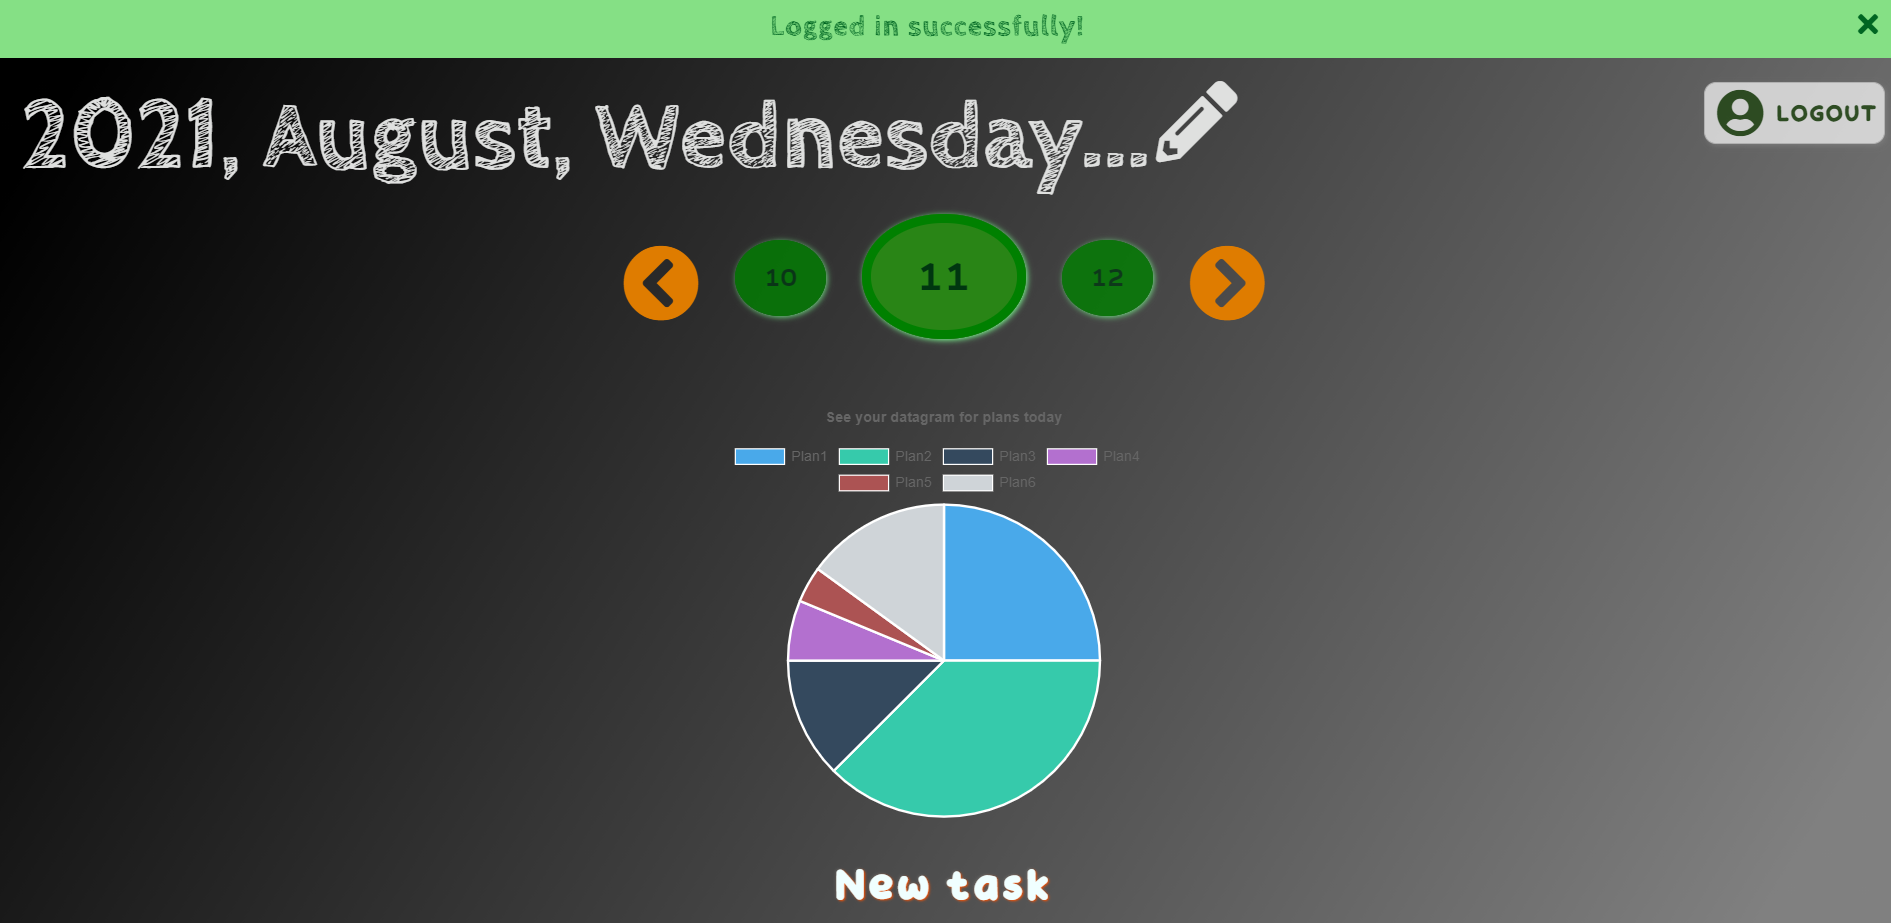 Logged in successfully!
2021, August, Wednesday...
LOGOUT
10 11 12
See your datagram for plans today
Plan1 Plan2 Plan3 Plan4
Plan5 Plan6
New task